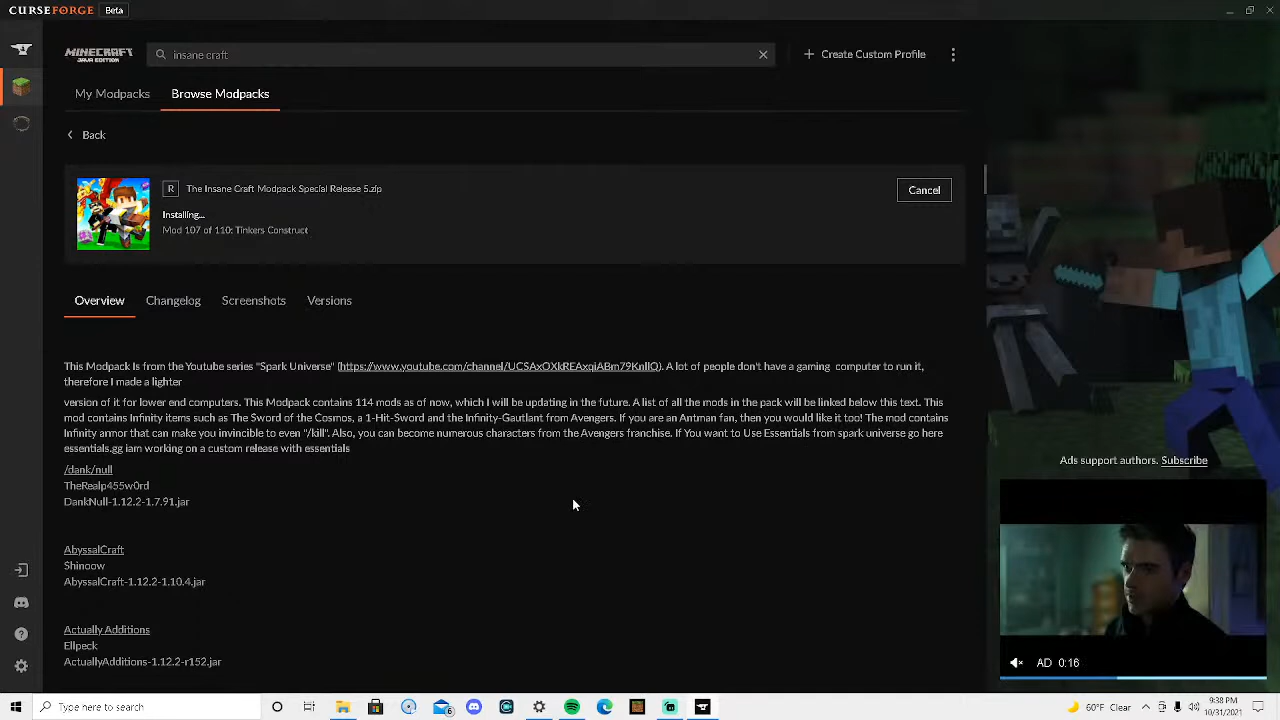 CURSEFORGE Beta
MINECRAFT
JAVA EDITION
insane craft
Create Custom Profile
My Modpacks
Browse Modpacks
Back
R The Insane Craft Modpack Special Release 5.zip
Installing...
Mod 107 of 110: Tinkers Construct
Cancel
Overview
Changelog
Screenshots
Versions
This Modpack Is from the Youtube series "Spark Universe" (https://www.youtube.com/channel/UCSAxOXkREAxqiABm79KnIlQ). A lot of people don't have a gaming computer to run it,
therefore I made a lighter
version of it for lower end computers. This Modpack contains 114 mods as of now, which I will be updating in the future. A list of all the mods in the pack will be linked below this text. This
mod contains Infinity items such as The Sword of the Cosmos, a 1-Hit-Sword and the Infinity-Gautlant from Avengers. If you are an Antman fan, then you would like it too! The mod contains
Infinity armor that can make you invincible to even "/kill". Also, you can become numerous characters from the Avengers franchise. If You want to Use Essentials from spark universe go here
essentials.gg iam working on a custom release with essentials
/dank/null
TheRealp455w0rd
DankNull-1.12.2-1.7.91.jar
AbyssalCraft
Shinoow
AbyssalCraft-1.12.2-1.10.4.jar
Actually Additions
Ellpeck
ActuallyAdditions-1.12.2-r152.jar
Ads support authors. Subscribe
AD 0:16
Type here to search
60°F Clear
9:38 PM
10/31/2021